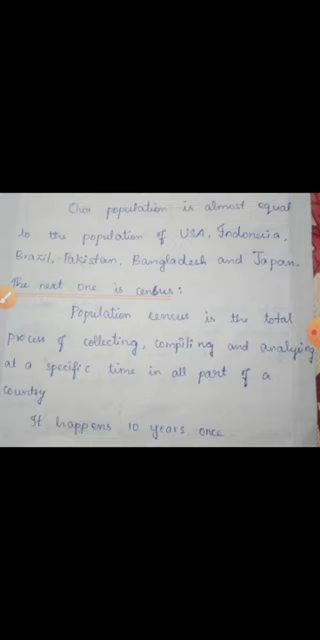 Our population is almost equal
to the population of USA, Indonesia,
Brazil, Pakistan, Bangladesh and Japan.
The next one is census:
Population census is the total
process of collecting, compiling and analysing
at a specific time in all part of a
country
It happens 10 years once